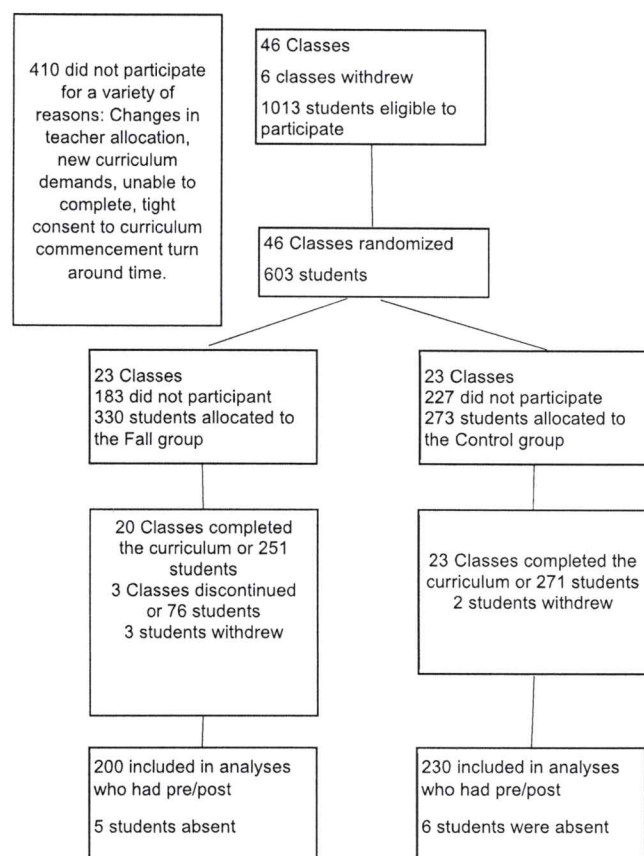 410 did not participate
for a variety of
reasons: Changes in
teacher allocation,
new curriculum
demands, unable to
complete, tight
consent to curriculum
commencement turn
around time.
46 Classes
6 classes withdrew
1013 students eligible to
participate
46 Classes randomized
603 students
23 Classes
183 did not participant
330 students allocated to
the Fall group
23 Classes
227 did not participate
273 students allocated to
the Control group
20 Classes completed
the curriculum or 251
students
3 Classes discontinued
or 76 students
3 students withdrew
23 Classes completed the
curriculum or 271 students
2 students withdrew
200 included in analyses
who had pre/post
5 students absent
230 included in analyses
who had pre/post
6 students were absent